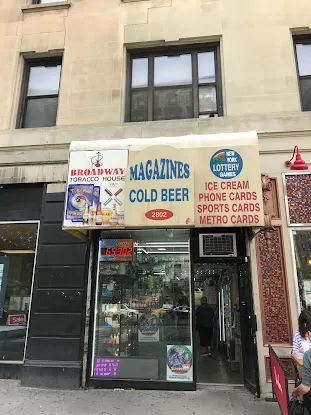 BROADWAY
TOBACCO HOUSE
MAGAZINES
COLD BEER
2802
NEW YORK
LOTTERY
GAMES
ICE CREAM
PHONE CARDS
SPORTS CARDS
METRO CARDS